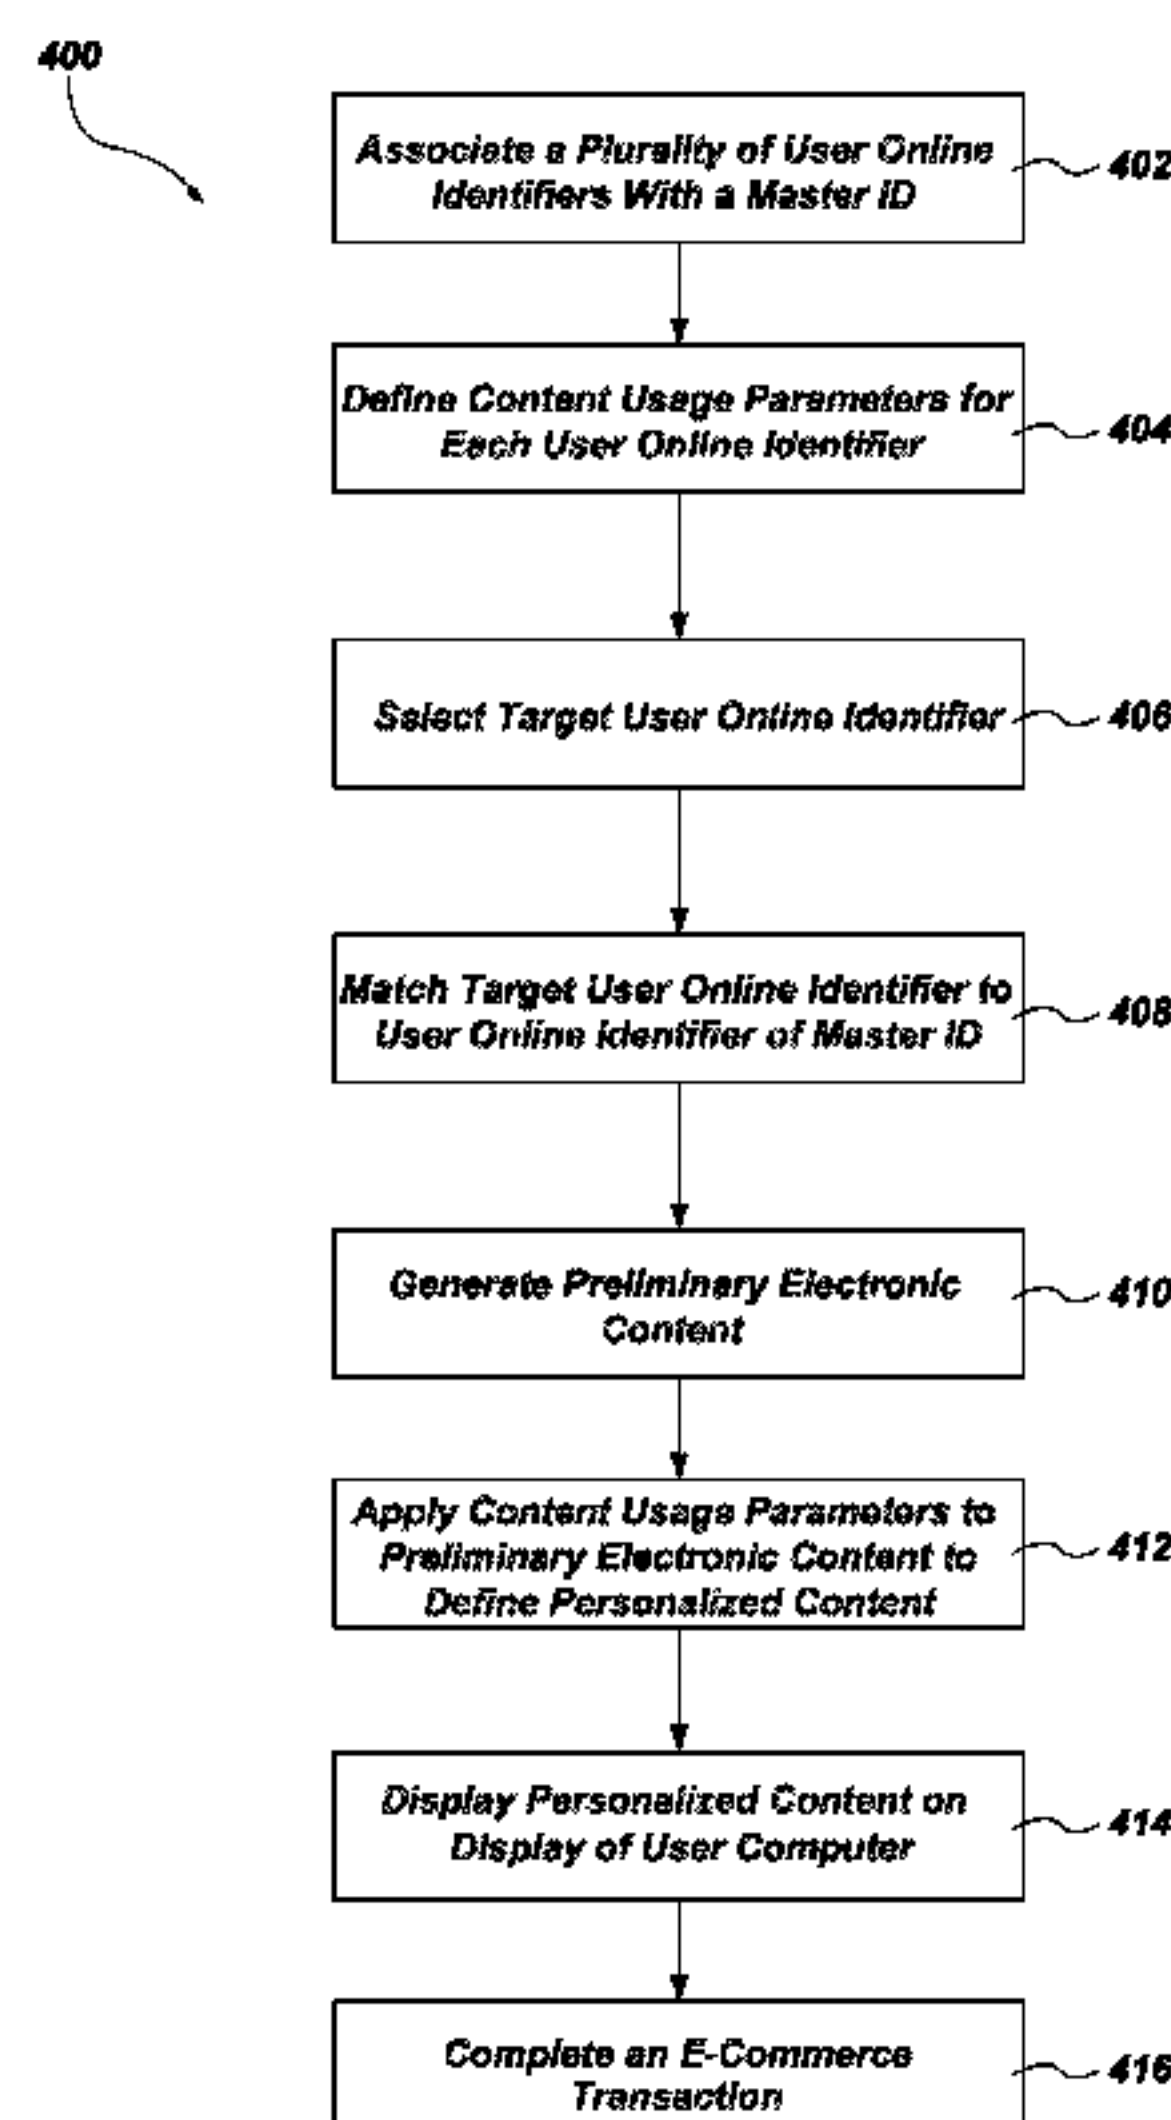 400
Associate a Plurality of User Online
Identifiers With a Master ID
402
Define Content Usage Parameters for
Each User Online Identifier
404
Select Target User Online Identifier
406
Match Target User Online Identifier to
User Online Identifier of Master ID
408
Generate Preliminary Electronic
Content
410
Apply Content Usage Parameters to
Preliminary Electronic Content to
Define Personalized Content
412
Display Personalized Content on
Display of User Computer
414
Complete an E-Commerce
Transaction
416